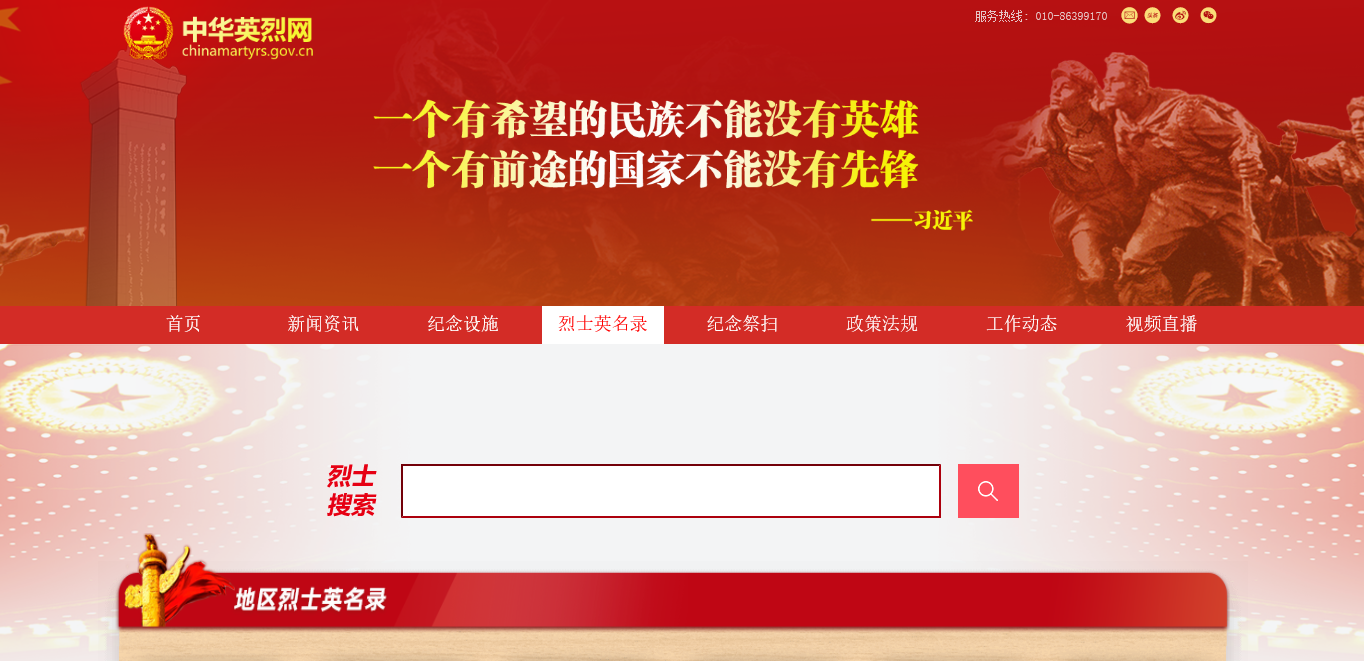 中华英烈网
chinamartyrs.gov.cn
服务热线：010-86399170
一个有希望的民族不能没有英雄
一个有前途的国家不能没有先锋
——习近平
首页 新闻资讯 纪念设施 烈士英名录 纪念祭扫 政策法规 工作动态 视频直播
烈士
搜索
地区烈士英名录